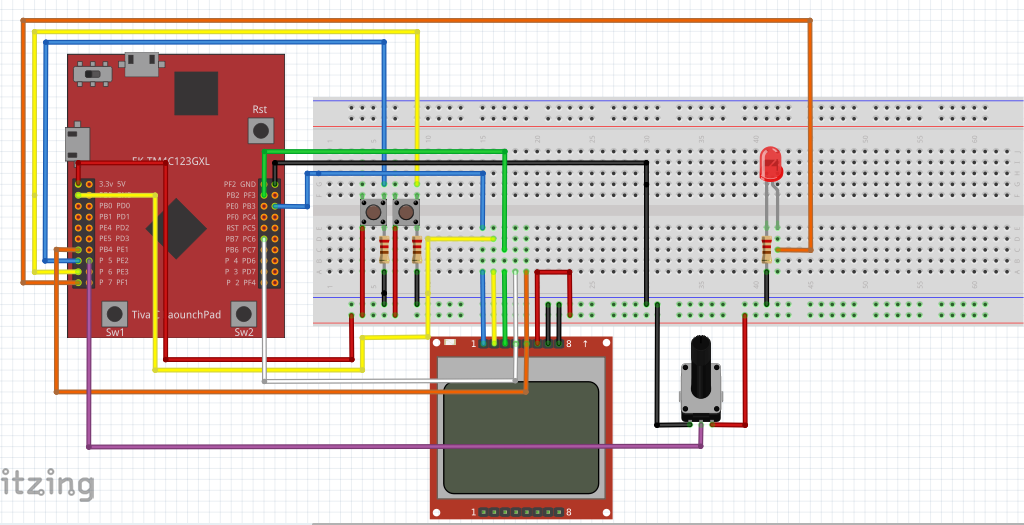 Rst
EK-TM4C123GXL
3.3v 5V
PF2 GND
PB2 PF3
PB0 PD0
PE0 PB3
PB1 PD1
PF0 PC4
PE4 PD2
RST PC5
PE5 PD3
PB7 PC6
PB4 PE1
PB6 PC7
P 5 PE2
P 4 PD6
P 6 PE3
P 3 PD7
P 7 PF1
P 2 PF4
Tiva C LaounchPad
Sw1
Sw2
1 8 ↑
1 8
itzing